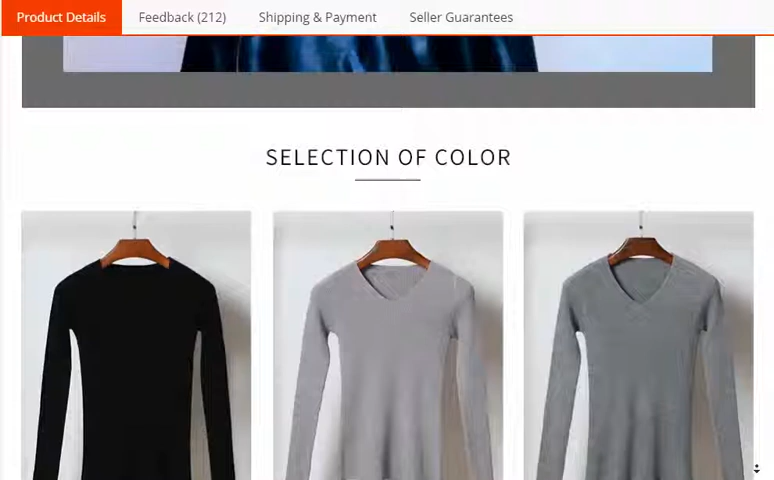 Product Details Feedback (212) Shipping & Payment Seller Guarantees
SELECTION OF COLOR